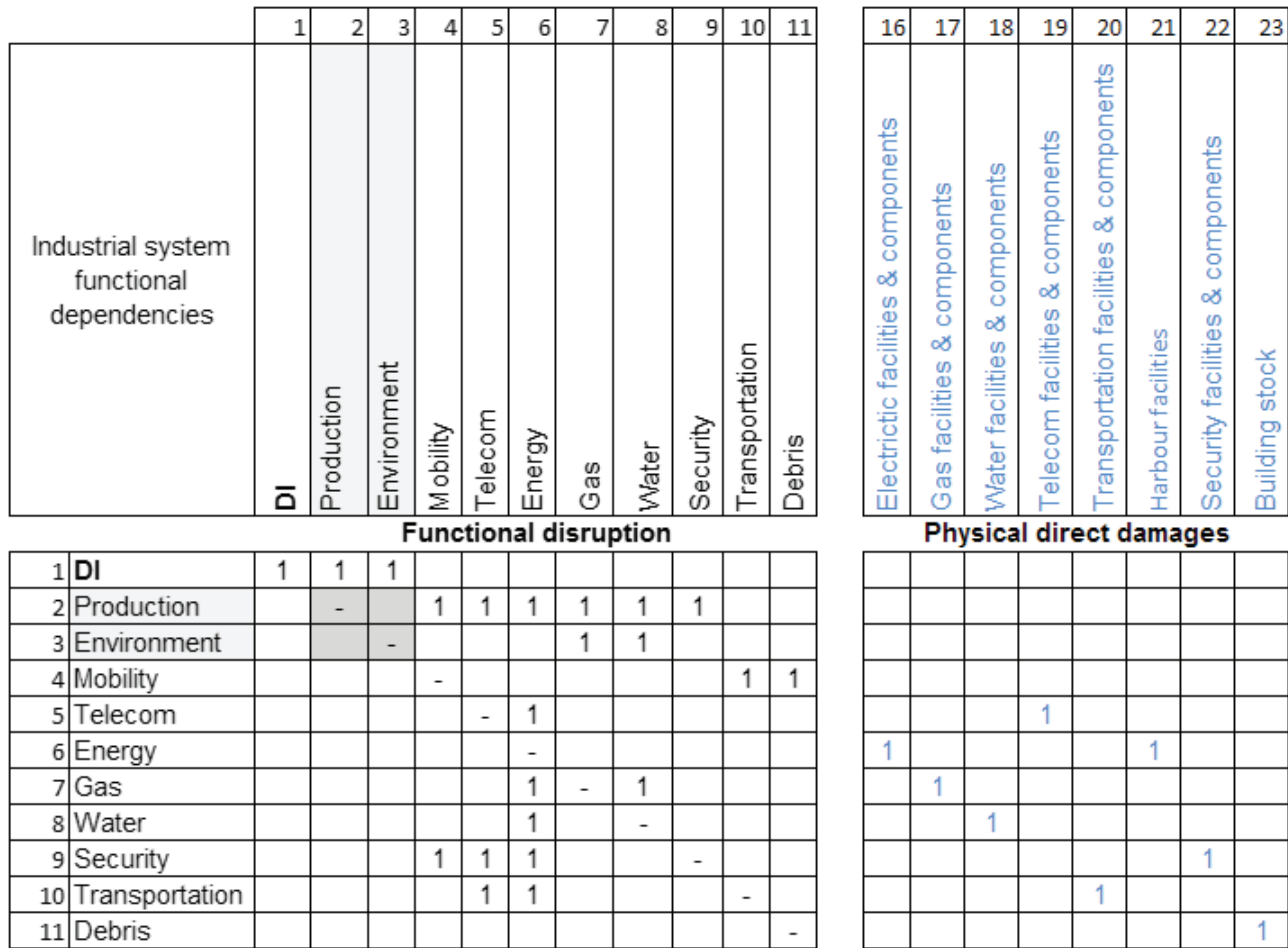 1 2 3 4 5 6 7 8 9 10 11 16 17 18 19 20 21 22 23
Industrial system
functional
dependencies
DI
Production
Environment
Mobility
Telecom
Energy
Gas
Water
Security
Transportation
Debris
Electrictic facilities & components
Gas facilities & components
Water facilities & components
Telecom facilities & components
Transportation facilities & components
Harbour facilities
Security facilities & components
Building stock
Functional disruption Physical direct damages
1 DI 1 1 1
2 Production - 1 1 1 1 1 1
3 Environment - 1 1
4 Mobility - 1 1
5 Telecom - 1 1
6 Energy - 1 1
7 Gas 1 - 1 1
8 Water 1 - 1
9 Security 1 1 1 - 1
10 Transportation 1 1 - 1
11 Debris - 1